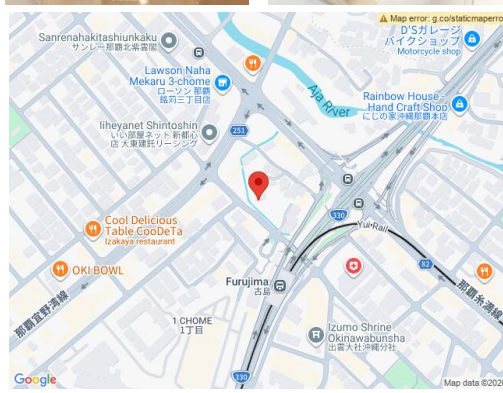 Map error: g.co/staticmaperro
Sanrenahakitashiunkaku
サンレー那覇北紫雲閣
D'Sガレージ
バイクショップ
Motorcycle shop
Lawson Naha
Mekaru 3-chome
ローソン 那覇
銘苅三丁目店
Aja River
Rainbow House -
Hand Craft Shop
にじの家沖縄那覇本店
Iiheyanet Shintoshin
いい部屋ネット 新都心
店 大東建託リーシング
251
330
Yui-Rail
Cool Delicious
Table CooDeTa
Izakaya restaurant
82
OKI BOWL
那覇宜野湾線
Furujima
古島
那覇糸満線
1 CHOME
1丁目
Izumo Shrine
Okinawabunsha
出雲大社沖縄分社
330
Google
Map data ©202